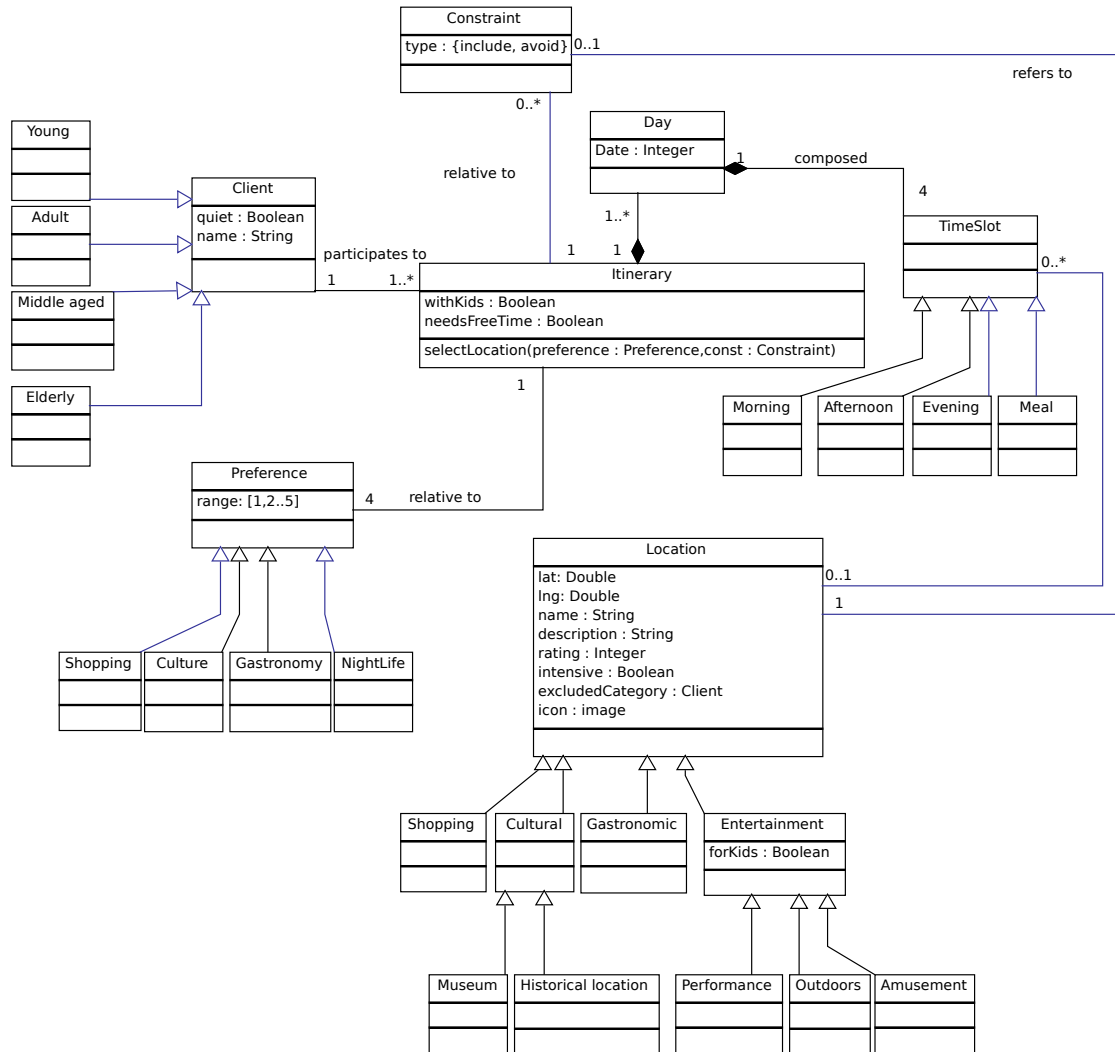 Constraint
type : {include, avoid}
0..1
refers to
0..*
Day
Date : Integer
1
composed
4
Young
Client
quiet : Boolean
name : String
relative to
Adult
1..*
TimeSlot
participates to
1
1
0..*
1
1..*
Itinerary
withKids : Boolean
needsFreeTime : Boolean
selectLocation(preference : Preference,const : Constraint)
Middle aged
Elderly
1
Morning
Afternoon
Evening
Meal
Preference
range: [1,2..5]
4
relative to
Location
lat: Double
lng: Double
name : String
description : String
rating : Integer
intensive : Boolean
excludedCategory : Client
icon : image
0..1
1
Shopping
Culture
Gastronomy
NightLife
Shopping
Cultural
Gastronomic
Entertainment
forKids : Boolean
Museum
Historical location
Performance
Outdoors
Amusement